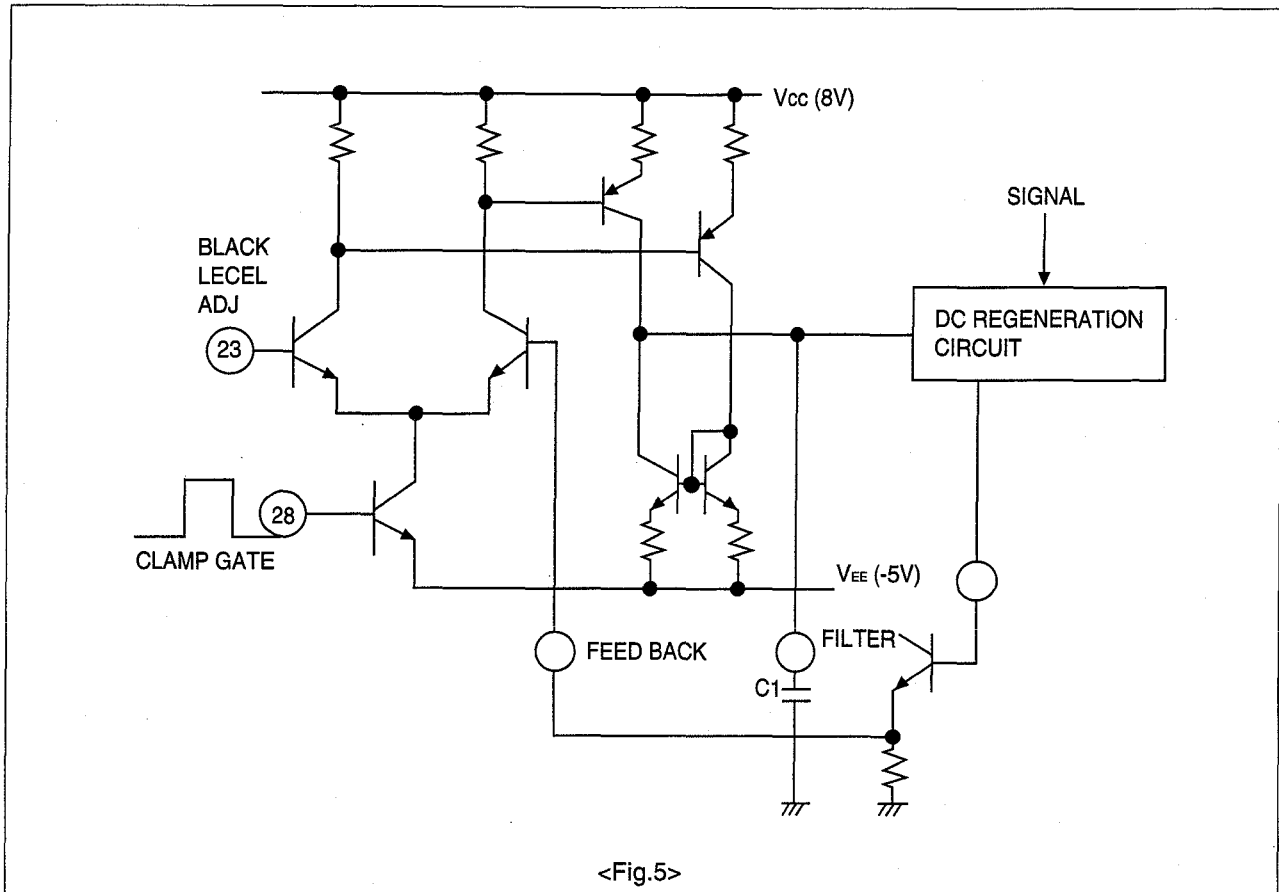 Vcc (8V)
SIGNAL
BLACK
LECEL
ADJ
23
DC REGENERATION
CIRCUIT
28
CLAMP GATE
VEE (-5V)
FEED BACK
FILTER
C1
<Fig.5>